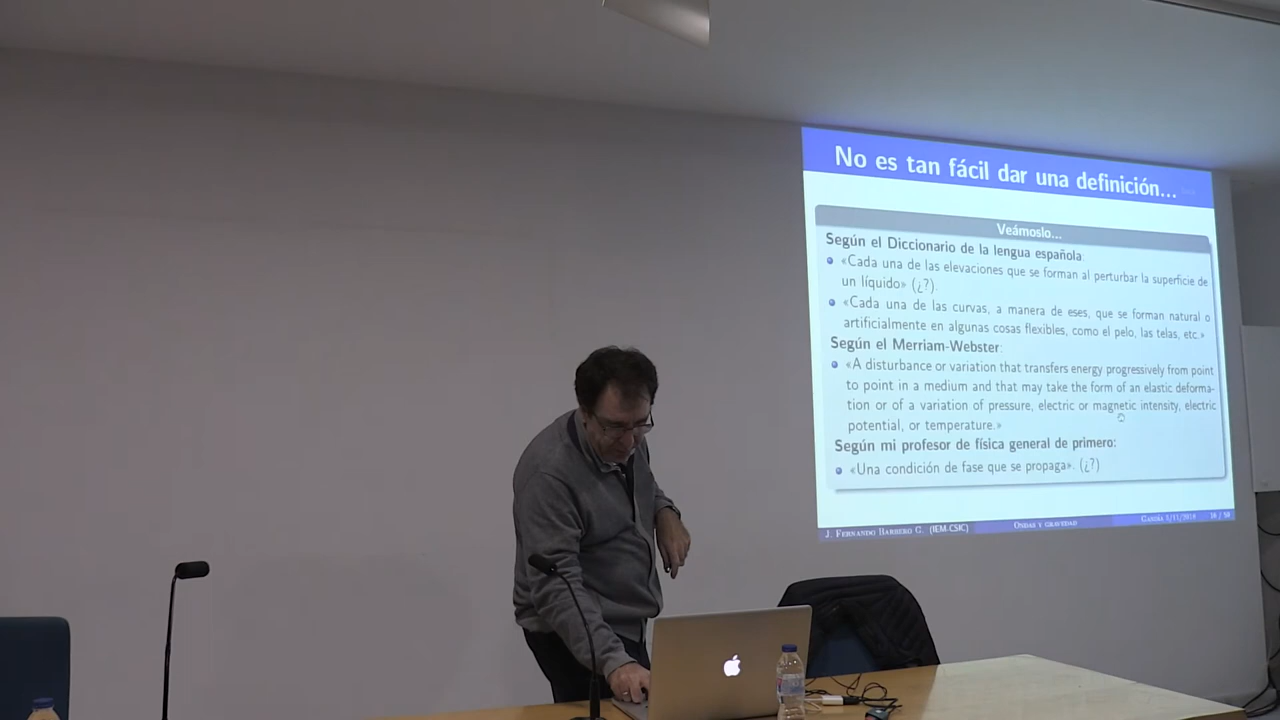 No es tan fácil dar una definición...
Veámoslo...
Según el Diccionario de la lengua española:
«Cada una de las elevaciones que se forman al perturbar la superficie de
un líquido» (¿?).
«Cada una de las curvas, a manera de eses, que se forman natural o
artificialmente en algunas cosas flexibles, como el pelo, las telas, etc.»
Según el Merriam-Webster:
«A disturbance or variation that transfers energy progressively from point
to point in a medium and that may take the form of an elastic deforma-
tion or of a variation of pressure, electric or magnetic intensity, electric
potential, or temperature.»
Según mi profesor de física general de primero:
«Una condición de fase que se propaga». (¿?)
J. Fernando Barbero G. (IEM-CSIC) Ondas y gravedad Gandía 5/11/2018 16 / 58